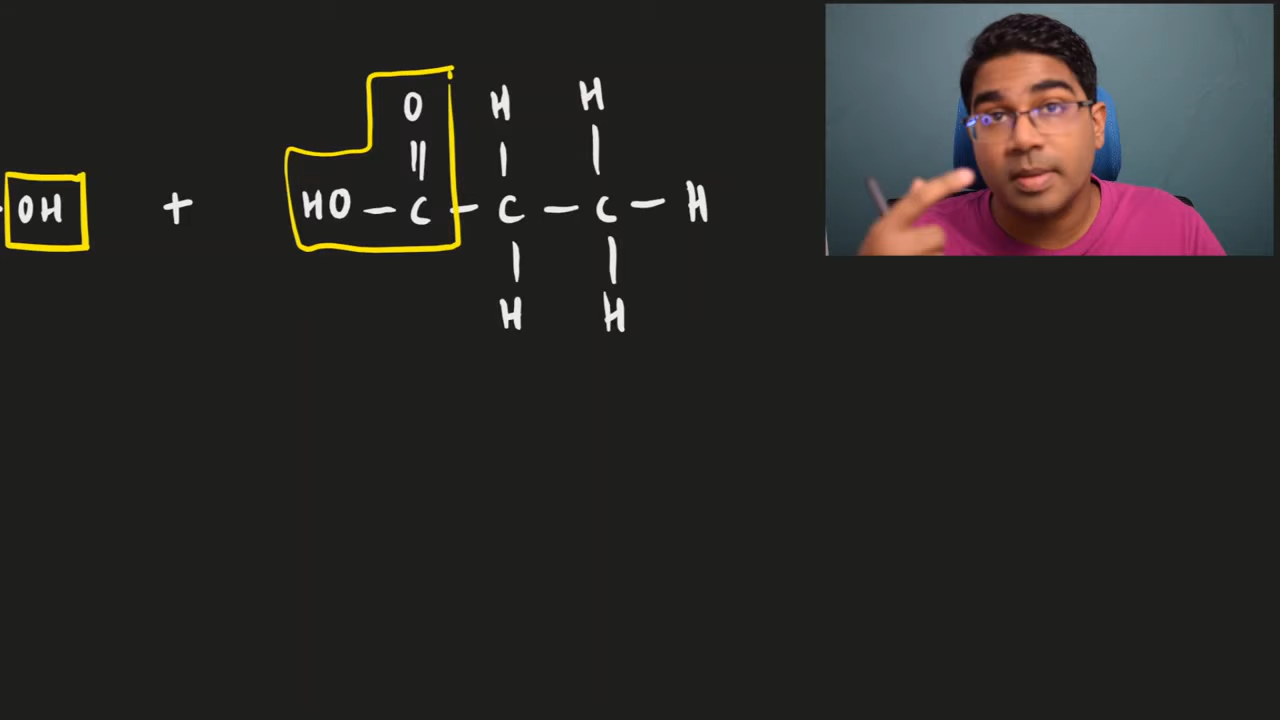 O H H
‖ | |
OH + HO — C — C — C — H
| |
H H